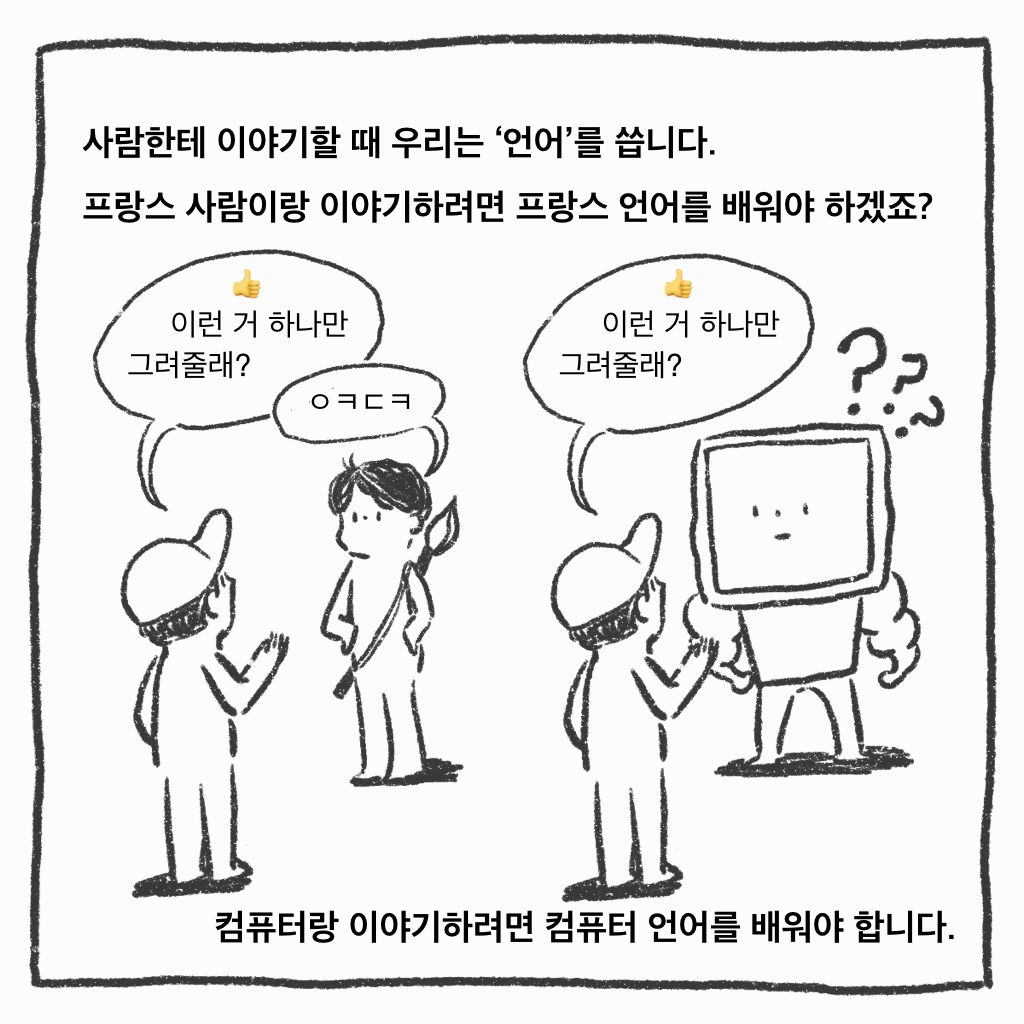 사람한테 이야기할 때 우리는 ‘언어’를 씁니다.
프랑스 사람이랑 이야기하려면 프랑스 언어를 배워야 하겠죠?
👍
이런 거 하나만
그려줄래?
ㅇㅋㄷㅋ
👍
이런 거 하나만
그려줄래?
???
컴퓨터랑 이야기하려면 컴퓨터 언어를 배워야 합니다.